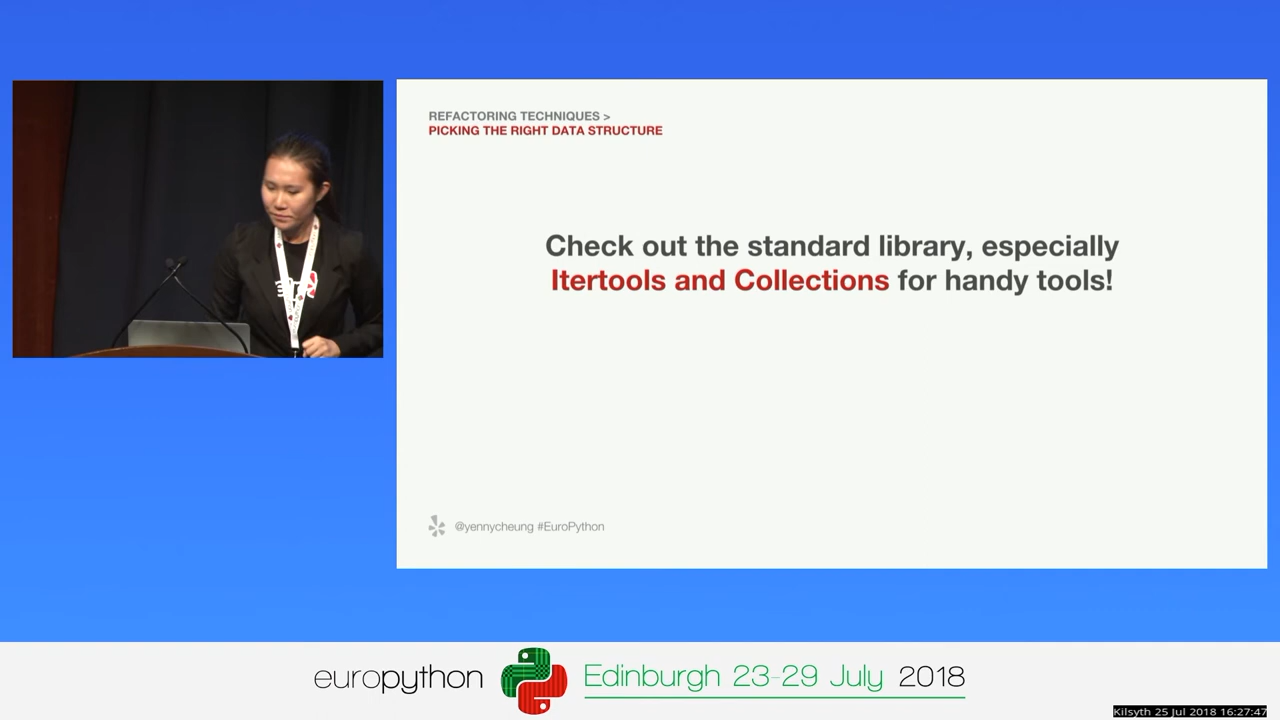 REFACTORING TECHNIQUES >
PICKING THE RIGHT DATA STRUCTURE
Check out the standard library, especially
Itertools and Collections for handy tools!
@yennycheung #EuroPython
europython
Edinburgh 23-29 July 2018
Kilsyth 25 Jul 2018 16:27:47